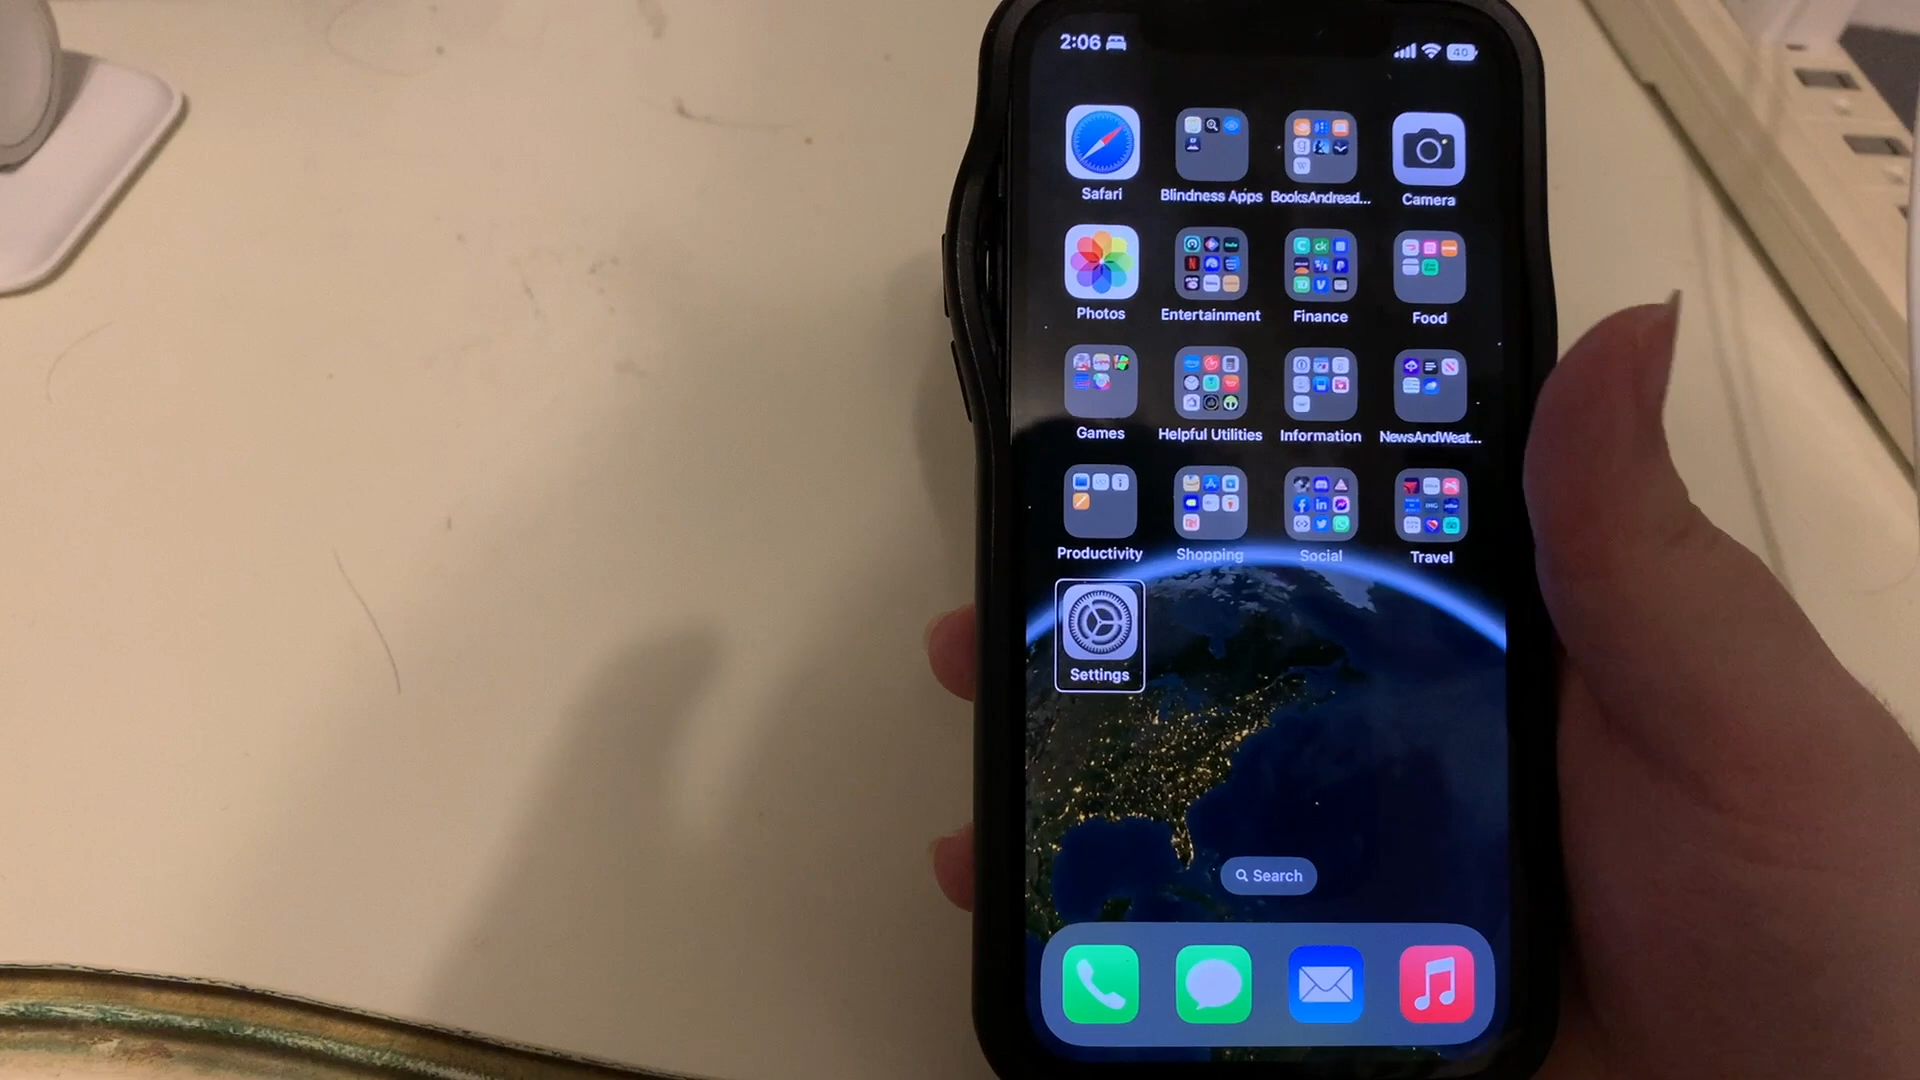 2:06
40
Safari
Blindness Apps
BooksAndread...
Camera
Photos
Entertainment
Finance
Food
Games
Helpful Utilities
Information
NewsAndWeat...
Productivity
Shopping
Social
Travel
Settings
Search